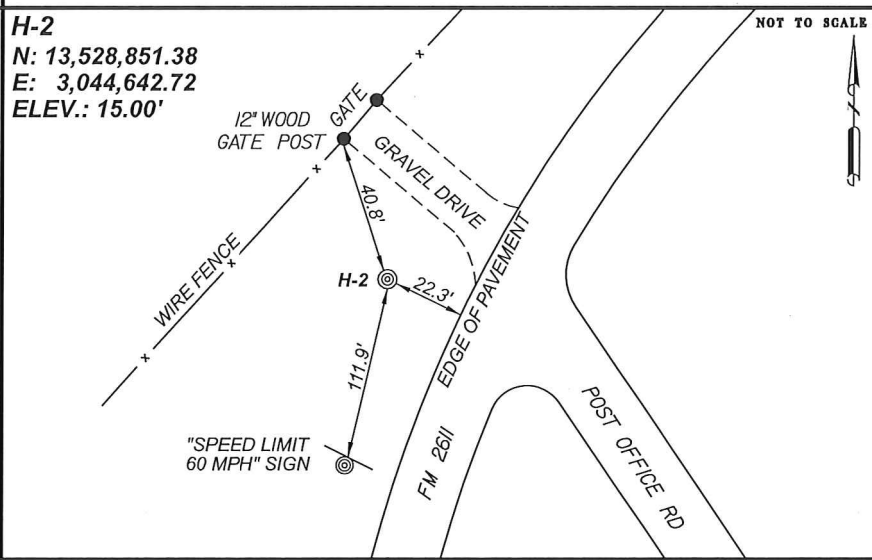 H-2
N: 13,528,851.38
E: 3,044,642.72
ELEV.: 15.00'
NOT TO SCALE
N
12" WOOD
GATE POST
GATE
GRAVEL DRIVE
40.8'
WIRE FENCE
H-2
22.3'
EDGE OF PAVEMENT
111.9'
"SPEED LIMIT
60 MPH" SIGN
FM 2611
POST OFFICE RD